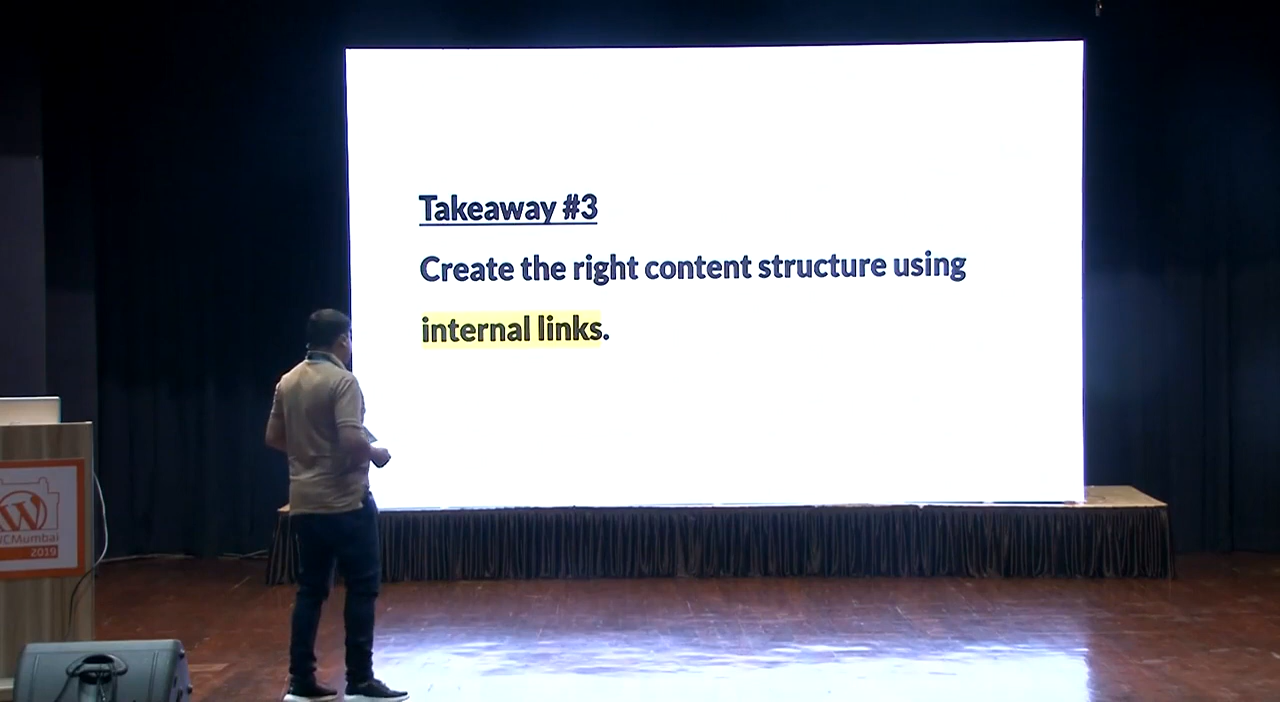 Takeaway #3
Create the right content structure using
internal links.
WCMumbai
2019